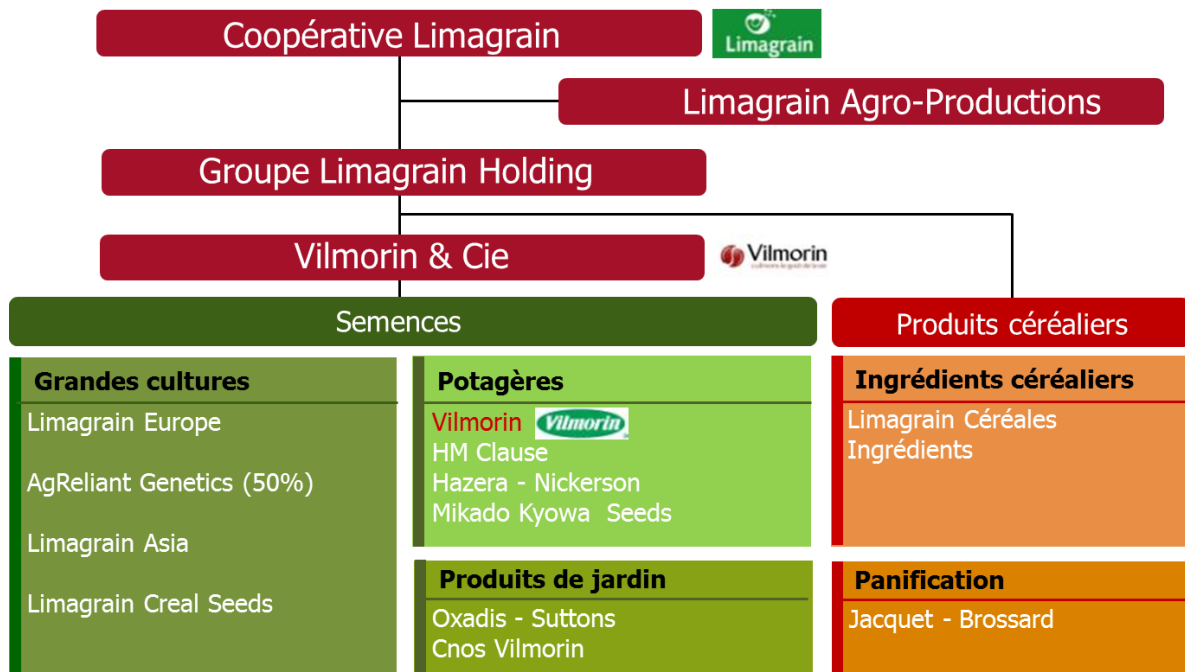 Coopérative Limagrain
Limagrain
Limagrain Agro-Productions
Groupe Limagrain Holding
Vilmorin & Cie
Vilmorin
Semences
Produits céréaliers
Grandes cultures
Limagrain Europe
AgReliant Genetics (50%)
Limagrain Asia
Limagrain Creal Seeds
Potagères
Vilmorin Vilmorin
HM Clause
Hazera - Nickerson
Mikado Kyowa Seeds
Produits de jardin
Oxadis - Suttons
Cnos Vilmorin
Ingrédients céréaliers
Limagrain Céréales
Ingrédients
Panification
Jacquet - Brossard